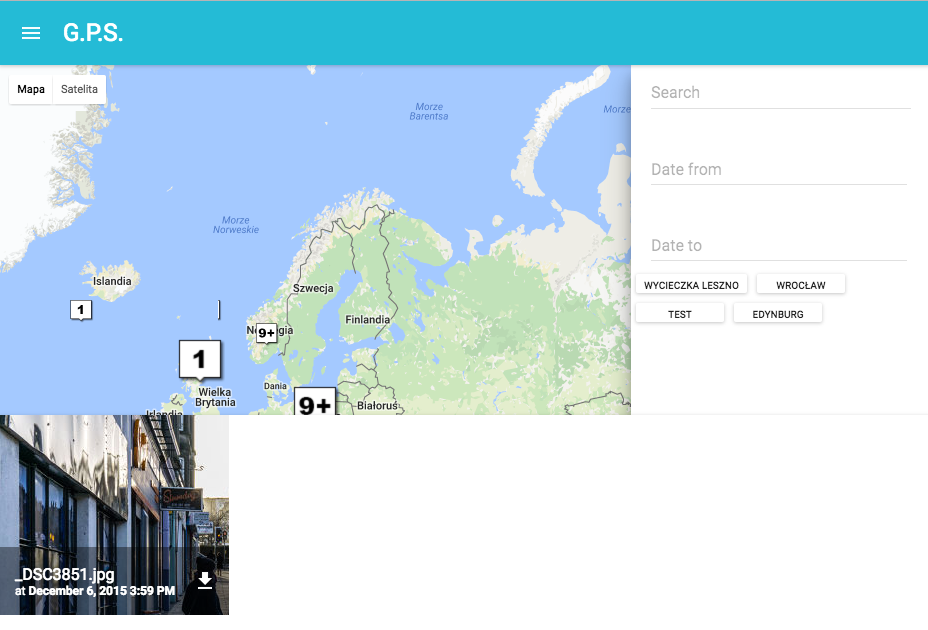 G.P.S.
Mapa
Satelita
Morze
Barentsa
Morze
Morze
Norweskie
Islandia
1
Szwecja
Finlandia
9+
1
Wielka
Brytania
Dania
9+
Białoruś
Irlandia
Search
Date from
Date to
WYCIECZKA LESZNO
WROCŁAW
TEST
EDYNBURG
_DSC3851.jpg
at December 6, 2015 3:59 PM